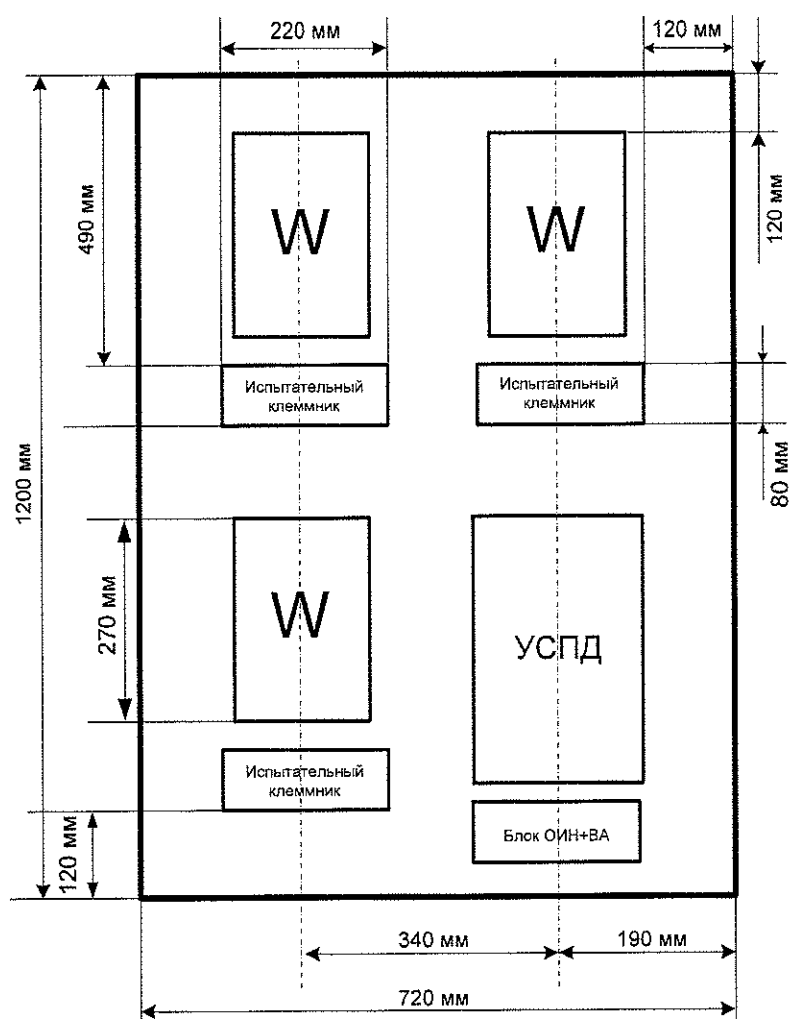 220 мм
120 мм
490 мм
W
W
120 мм
Испытательный
клеммник
Испытательный
клеммник
80 мм
1200 мм
270 мм
W
УСПД
Испытательный
клеммник
120 мм
Блок ОИН+ВА
340 мм
190 мм
720 мм